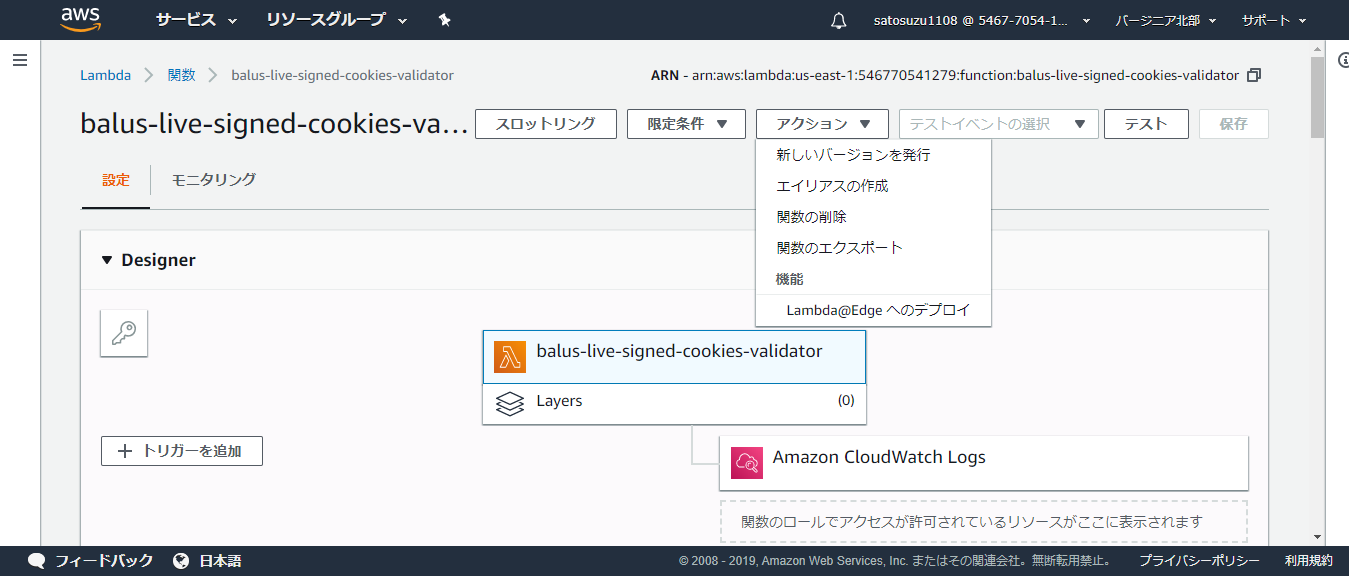 aws サービス リソースグループ satosuzu1108 @ 5467-7054-1... バージニア北部 サポート
Lambda 関数 balus-live-signed-cookies-validator ARN - arn:aws:lambda:us-east-1:546770541279:function:balus-live-signed-cookies-validator
balus-live-signed-cookies-va... スロットリング 限定条件 アクション テストイベントの選択 テスト 保存
新しいバージョンを発行
エイリアスの作成
関数の削除
関数のエクスポート
機能
Lambda@Edge へのデプロイ
設定 モニタリング
Designer
balus-live-signed-cookies-validator
Layers (0)
トリガーを追加
Amazon CloudWatch Logs
関数のロールでアクセスが許可されているリソースがここに表示されます
フィードバック 日本語 © 2008 - 2019, Amazon Web Services, Inc. またはその関連会社。無断転用禁止。 プライバシーポリシー 利用規約